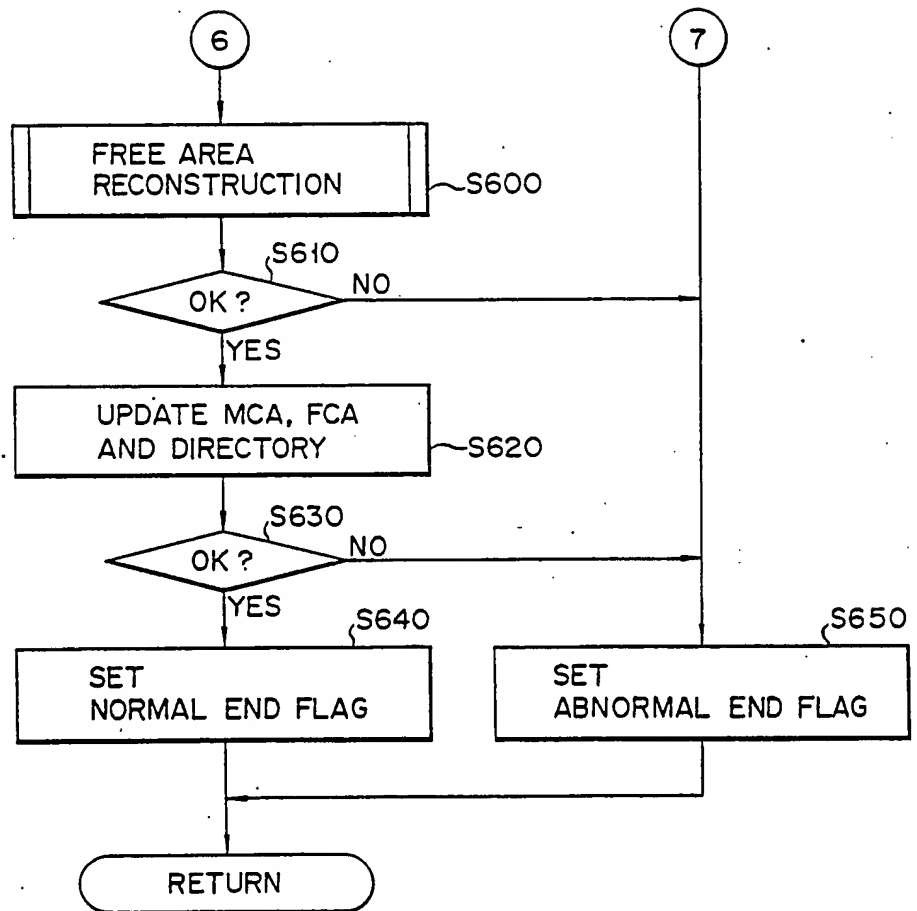 6
7
FREE AREA
RECONSTRUCTION
S600
S610
OK?
NO
YES
UPDATE MCA, FCA
AND DIRECTORY
S620
S630
OK?
NO
YES
S640
SET
NORMAL END FLAG
S650
SET
ABNORMAL END FLAG
RETURN